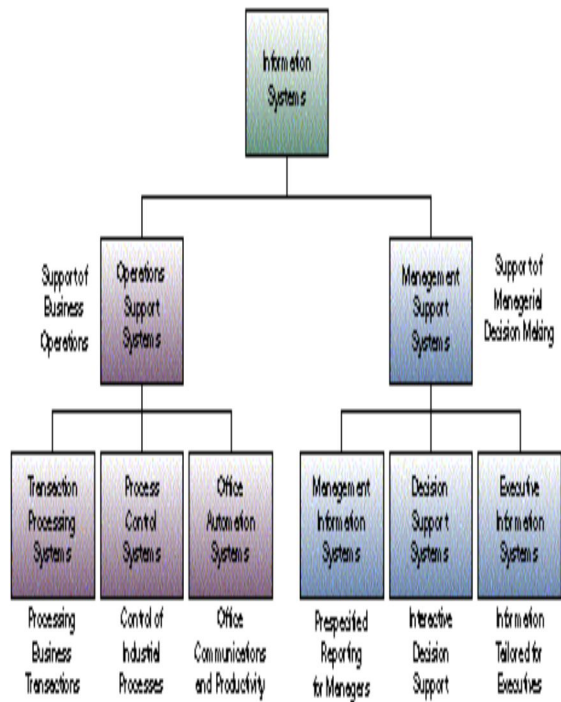 Information
Systems
Support of
Business
Operations
Operations
Support
Systems
Management
Support
Systems
Support of
Managerial
Decision Making
Transaction
Processing
Systems
Process
Control
Systems
Office
Automation
Systems
Management
Information
Systems
Decision
Support
Systems
Executive
Information
Systems
Processing
Business
Transactions
Control of
Industrial
Processes
Office
Communications
and Productivity
Prespecified
Reporting
for Managers
Interactive
Decision
Support
Information
Tailored for
Executives